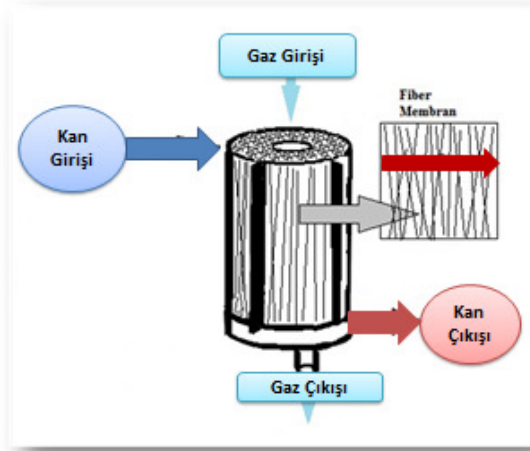 Gaz Girişi
Kan
Girişi
Fiber
Membran
Kan
Çıkışı
Gaz Çıkışı